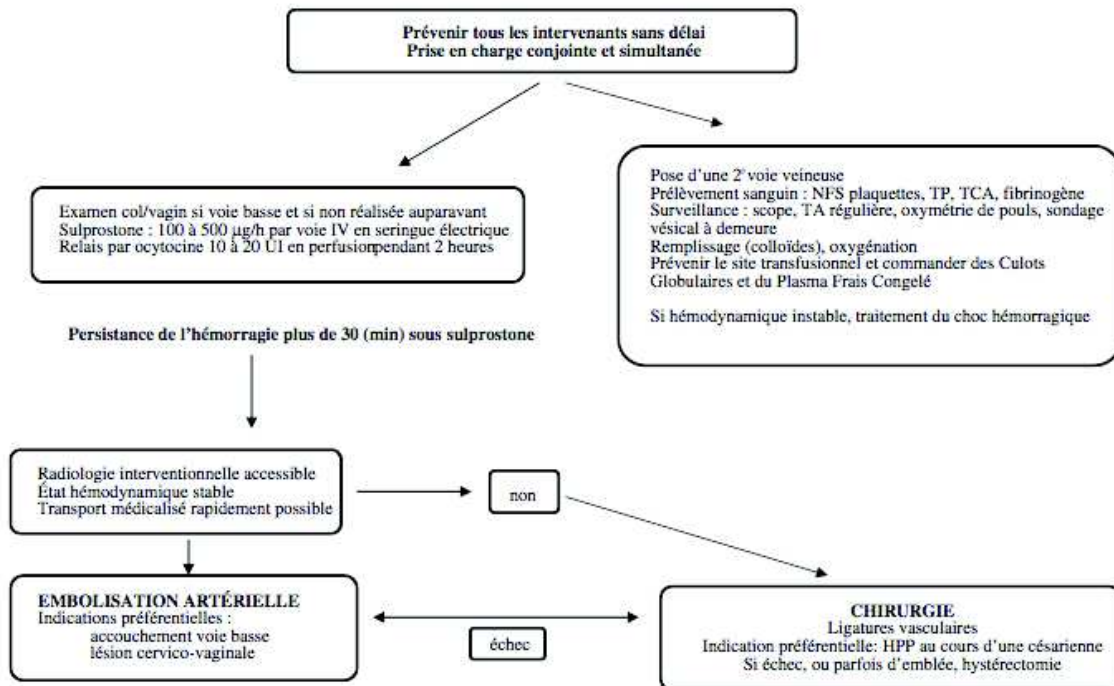 Prévenir tous les intervenants sans délai
Prise en charge conjointe et simultanée
Examen col/vagin si voie basse et si non réalisée auparavant
Sulprostone : 100 à 500 µg/h par voie IV en seringue électrique
Relais par ocytocine 10 à 20 UI en perfusionpendant 2 heures
Pose d'une 2e voie veineuse
Prélèvement sanguin : NFS plaquettes, TP, TCA, fibrinogène
Surveillance : scope, TA régulière, oxymétrie de pouls, sondage
vésical à demeure
Remplissage (colloïdes), oxygénation
Prévenir le site transfusionnel et commander des Culots
Globulaires et du Plasma Frais Congelé
Si hémodynamique instable, traitement du choc hémorragique
Persistance de l'hémorragie plus de 30 (min) sous sulprostone
Radiologie interventionnelle accessible
État hémodynamique stable
Transport médicalisé rapidement possible
non
EMBOLISATION ARTÉRIELLE
Indications préférentielles :
accouchement voie basse
lésion cervico-vaginale
échec
CHIRURGIE
Ligatures vasculaires
Indication préférentielle: HPP au cours d'une césarienne
Si échec, ou parfois d'emblée, hystérectomie